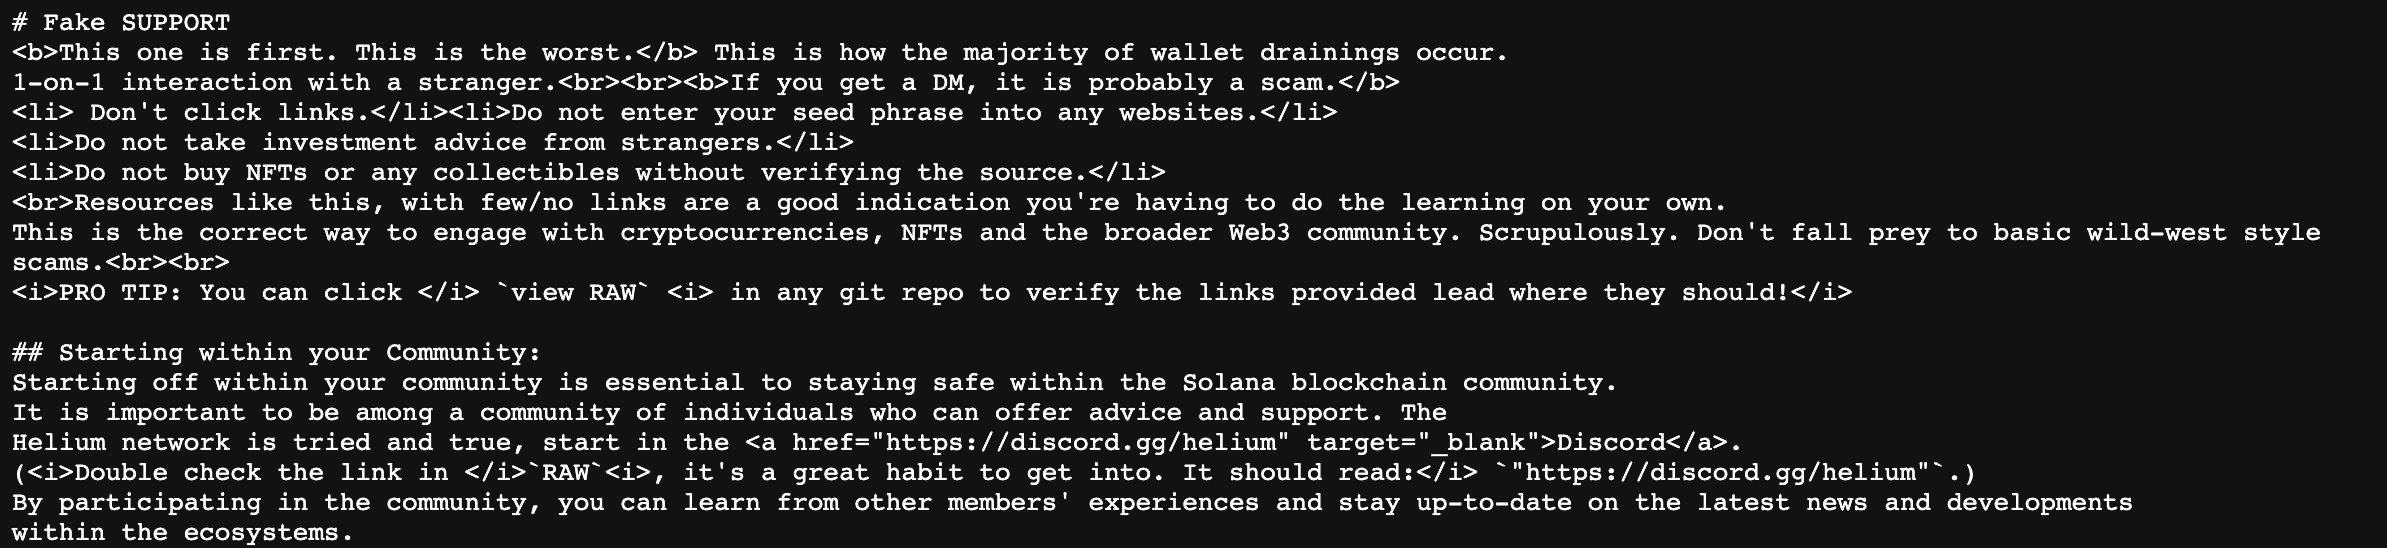 # Fake SUPPORT
<b>This one is first. This is the worst.</b> This is how the majority of wallet drainings occur.
1-on-1 interaction with a stranger.<br><br><b>If you get a DM, it is probably a scam.</b>
<li> Don't click links.</li><li>Do not enter your seed phrase into any websites.</li>
<li>Do not take investment advice from strangers.</li>
<li>Do not buy NFTs or any collectibles without verifying the source.</li>
<br>Resources like this, with few/no links are a good indication you're having to do the learning on your own.
This is the correct way to engage with cryptocurrencies, NFTs and the broader Web3 community. Scrupulously. Don't fall prey to basic wild-west style
scams.<br><br>
<i>PRO TIP: You can click </i> `view RAW` <i> in any git repo to verify the links provided lead where they should!</i>

## Starting within your Community:
Starting off within your community is essential to staying safe within the Solana blockchain community.
It is important to be among a community of individuals who can offer advice and support. The
Helium network is tried and true, start in the <a href="https://discord.gg/helium" target="_blank">Discord</a>.
(<i>Double check the link in </i>`RAW`<i>, it's a great habit to get into. It should read:</i> `"https://discord.gg/helium"`.)
By participating in the community, you can learn from other members' experiences and stay up-to-date on the latest news and developments
within the ecosystems.